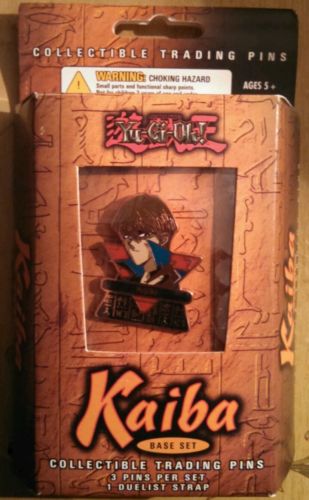 COLLECTIBLE TRADING PINS
WARNING: CHOKING HAZARD
Small parts and functional sharp points.
AGES 5+
Yu-Gi-Oh!
Kaiba
Kaiba
BASE SET
COLLECTIBLE TRADING PINS
3 PINS PER SET
1 DUELIST STRAP